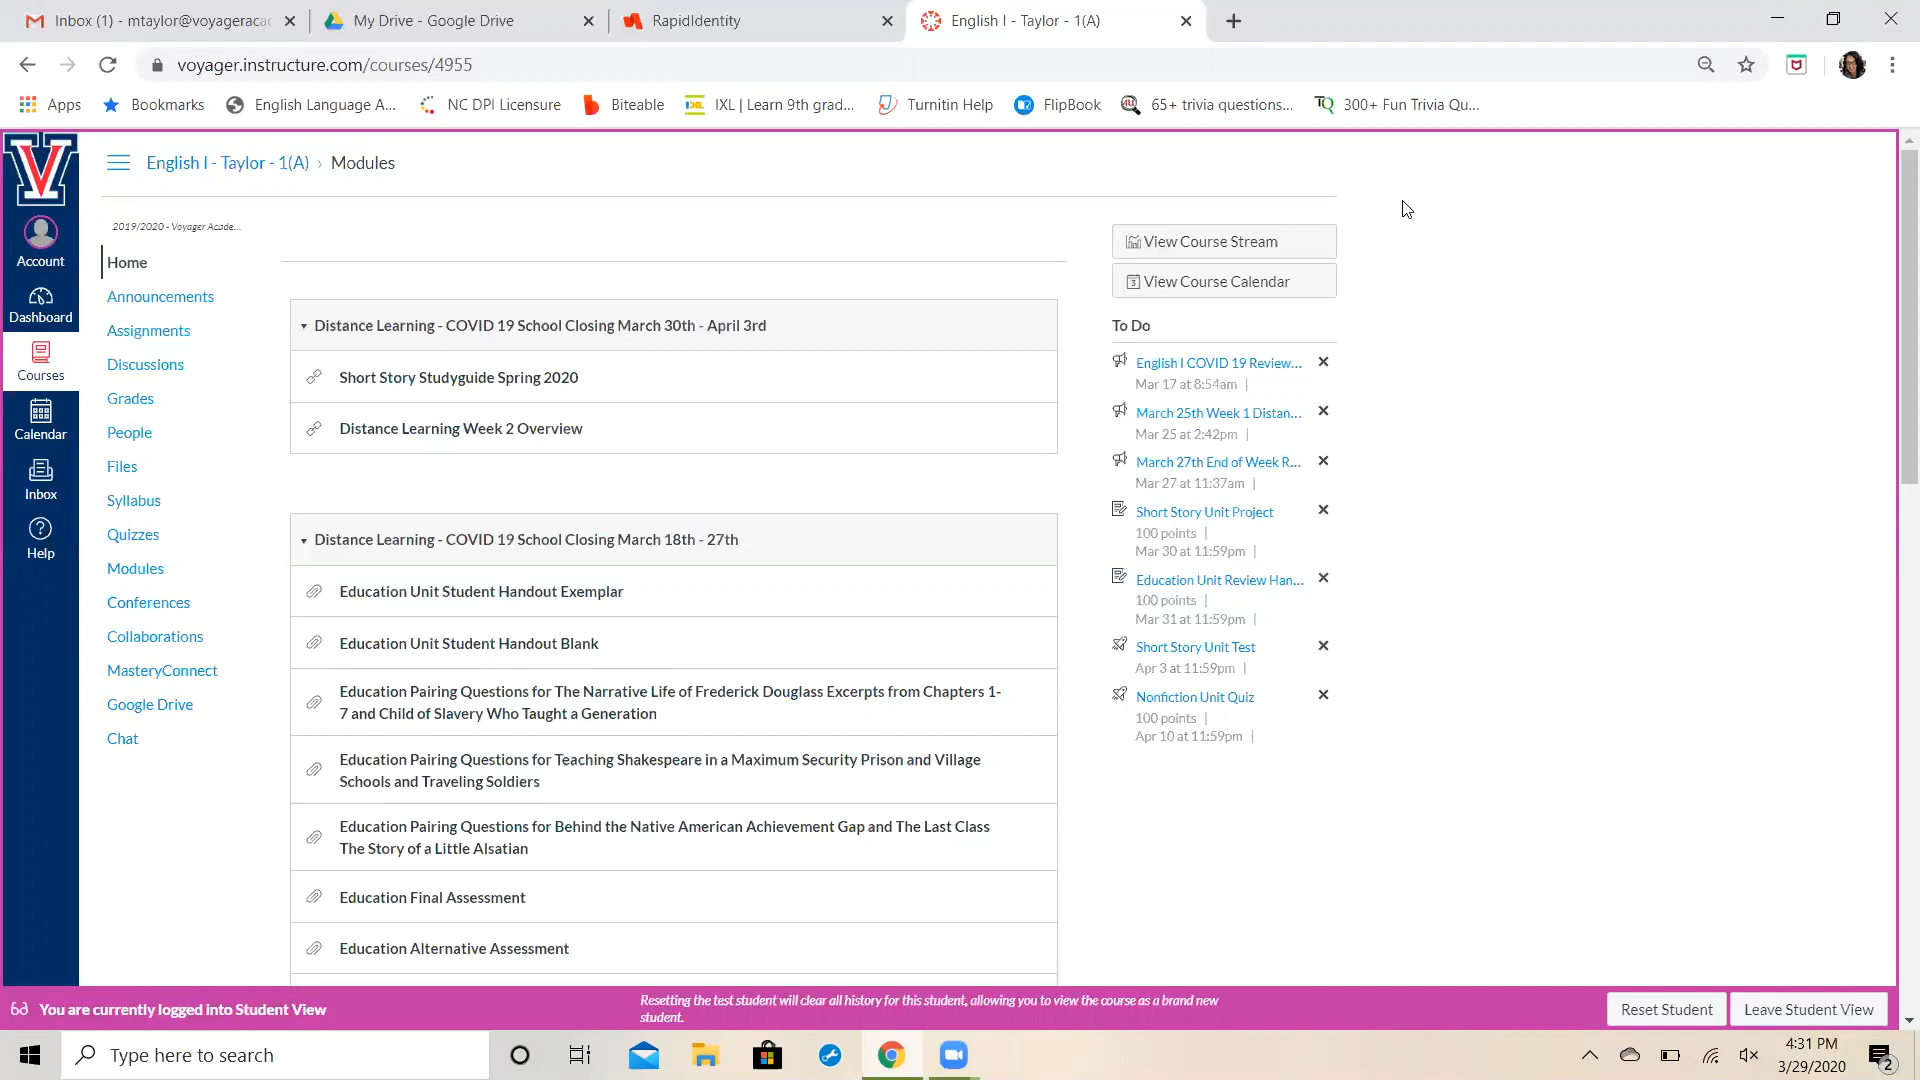 Inbox (1) - mtaylor@voyageracad
My Drive - Google Drive
RapidIdentity
English I - Taylor - 1(A)
voyager.instructure.com/courses/4955
Apps
Bookmarks
English Language A...
NC DPI Licensure
Biteable
IXL | Learn 9th grad...
Turnitin Help
FlipBook
65+ trivia questions...
300+ Fun Trivia Qu...
English I - Taylor - 1(A) › Modules
Account
Dashboard
Courses
Calendar
Inbox
Help
2019/2020 - Voyager Acade...
Home
Announcements
Assignments
Discussions
Grades
People
Files
Syllabus
Quizzes
Modules
Conferences
Collaborations
MasteryConnect
Google Drive
Chat
Distance Learning - COVID 19 School Closing March 30th - April 3rd
Short Story Studyguide Spring 2020
Distance Learning Week 2 Overview
Distance Learning - COVID 19 School Closing March 18th - 27th
Education Unit Student Handout Exemplar
Education Unit Student Handout Blank
Education Pairing Questions for The Narrative Life of Frederick Douglass Excerpts from Chapters 1-
7 and Child of Slavery Who Taught a Generation
Education Pairing Questions for Teaching Shakespeare in a Maximum Security Prison and Village
Schools and Traveling Soldiers
Education Pairing Questions for Behind the Native American Achievement Gap and The Last Class
The Story of a Little Alsatian
Education Final Assessment
Education Alternative Assessment
View Course Stream
View Course Calendar
To Do
English I COVID 19 Review...
Mar 17 at 8:54am |
March 25th Week 1 Distan...
Mar 25 at 2:42pm |
March 27th End of Week R...
Mar 27 at 11:37am |
Short Story Unit Project
100 points |
Mar 30 at 11:59pm |
Education Unit Review Han...
100 points |
Mar 31 at 11:59pm |
Short Story Unit Test
Apr 3 at 11:59pm |
Nonfiction Unit Quiz
100 points |
Apr 10 at 11:59pm |
You are currently logged into Student View
Resetting the test student will clear all history for this student, allowing you to view the course as a brand new
student.
Reset Student
Leave Student View
Type here to search
4:31 PM
3/29/2020
2